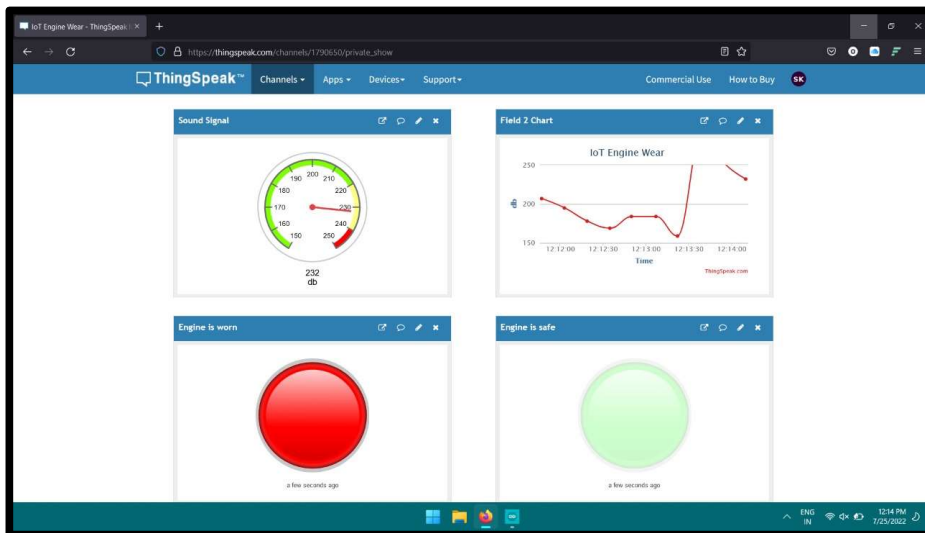 IoT Engine Wear - ThingSpeak I
https://thingspeak.com/channels/1790650/private_show
ThingSpeak™ Channels Apps Devices Support Commercial Use How to Buy SK
Sound Signal
200
190 210
180 220
170 230
160 240
150 250
232
db
Field 2 Chart
IoT Engine Wear
250
200
150
db
12:12:00 12:12:30 12:13:00 12:13:30 12:14:00
Time
ThingSpeak.com
Engine is worn
a few seconds ago
Engine is safe
a few seconds ago
ENG
IN
12:14 PM
7/25/2022